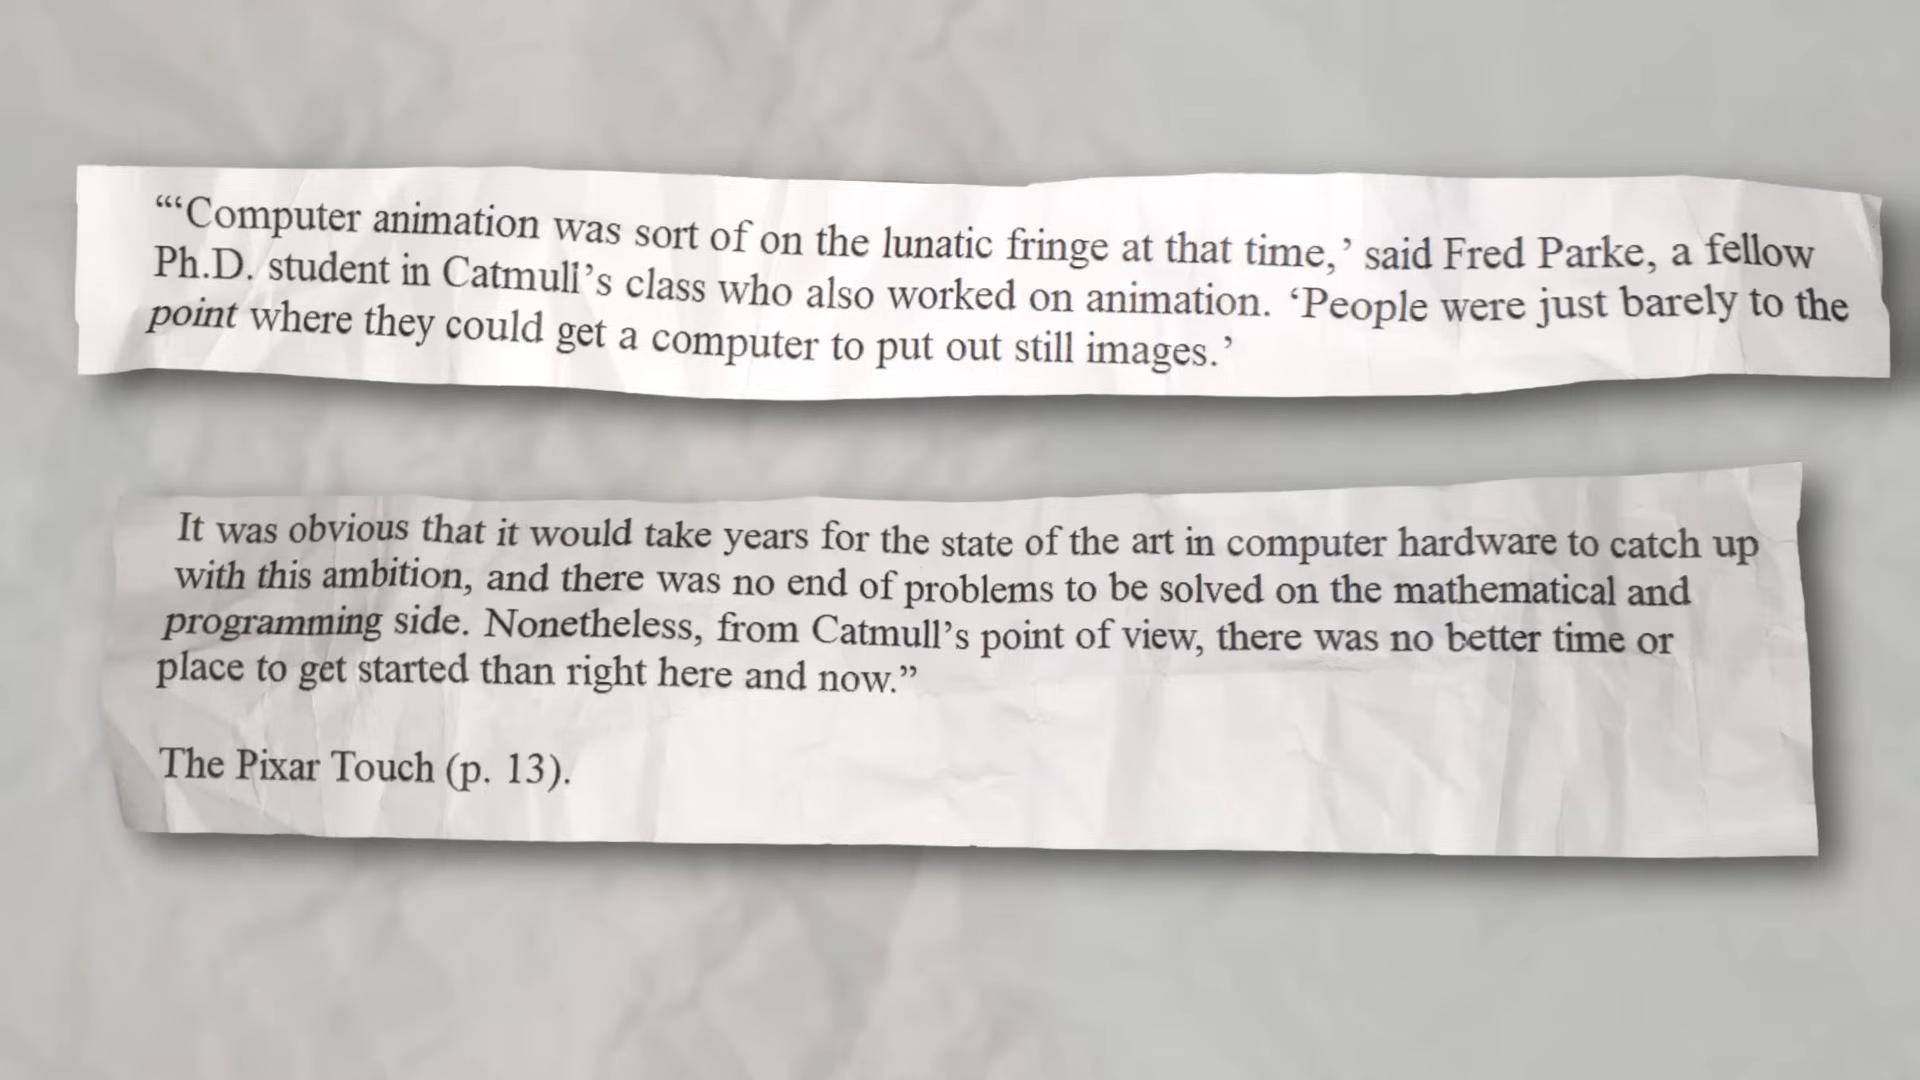 “‘Computer animation was sort of on the lunatic fringe at that time,’ said Fred Parke, a fellow
Ph.D. student in Catmull’s class who also worked on animation. ‘People were just barely to the
point where they could get a computer to put out still images.’
It was obvious that it would take years for the state of the art in computer hardware to catch up
with this ambition, and there was no end of problems to be solved on the mathematical and
programming side. Nonetheless, from Catmull’s point of view, there was no better time or
place to get started than right here and now.”
The Pixar Touch (p. 13).